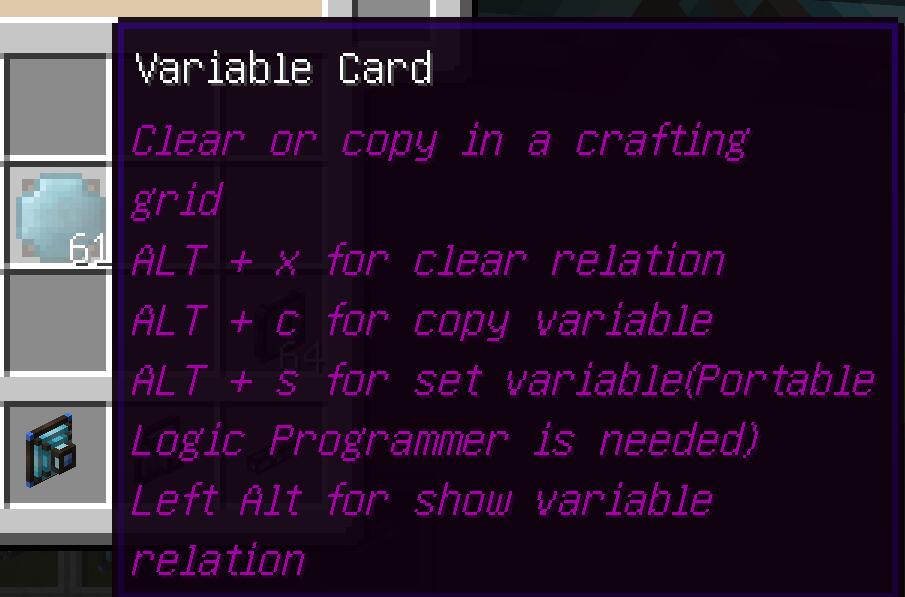 Variable Card
Clear or copy in a crafting
grid
61
ALT + x for clear relation
ALT + c for copy variable
64
ALT + s for set variable(Portable
Logic Programmer is needed)
Left Alt for show variable
relation